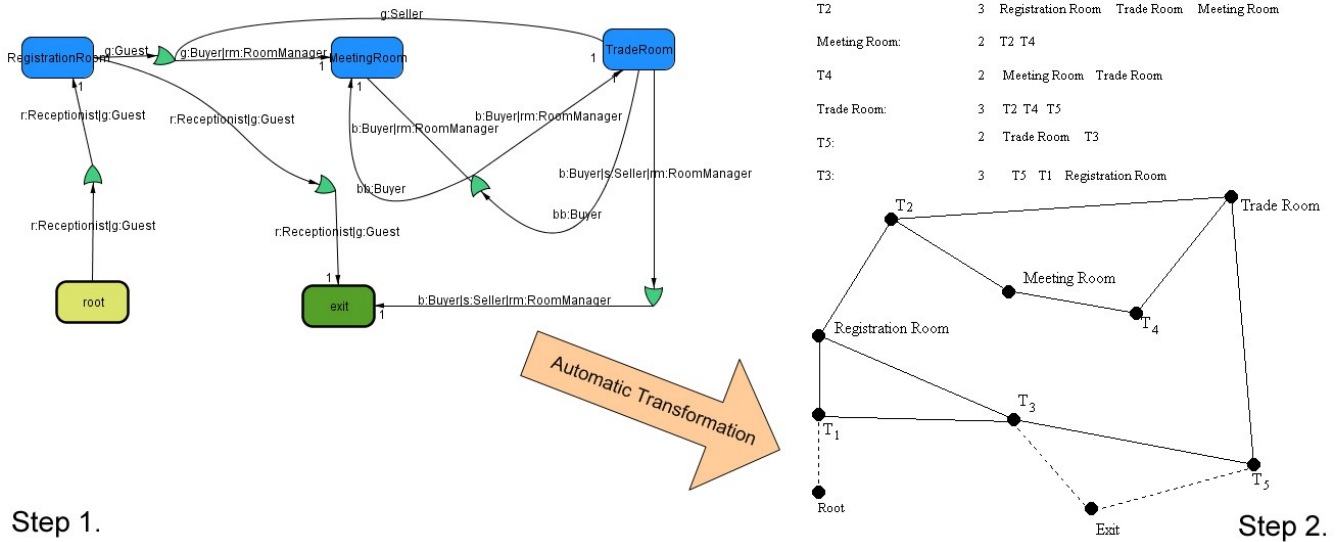 g:Seller
RegistrationRoom
g:Guest
g:Buyer|rm:RoomManager
1
MeetingRoom
1
TradeRoom
1
1
1
r:Receptionist|g:Guest
r:Receptionist|g:Guest
b:Buyer|rm:RoomManager
b:Buyer|rm:RoomManager
b:Buyer|s:Seller|rm:RoomManager
bb:Buyer
bb:Buyer
r:Receptionist|g:Guest
r:Receptionist|g:Guest
1
root
exit
1
b:Buyer|s:Seller|rm:RoomManager
Automatic Transformation
Step 1.
T2 3 Registration Room Trade Room Meeting Room
Meeting Room: 2 T2 T4
T4 2 Meeting Room Trade Room
Trade Room: 3 T2 T4 T5
T5: 2 Trade Room T3
T3: 3 T5 T1 Registration Room
T2
Trade Room
Meeting Room
T4
Registration Room
T3
T1
T5
Root
Exit
Step 2.